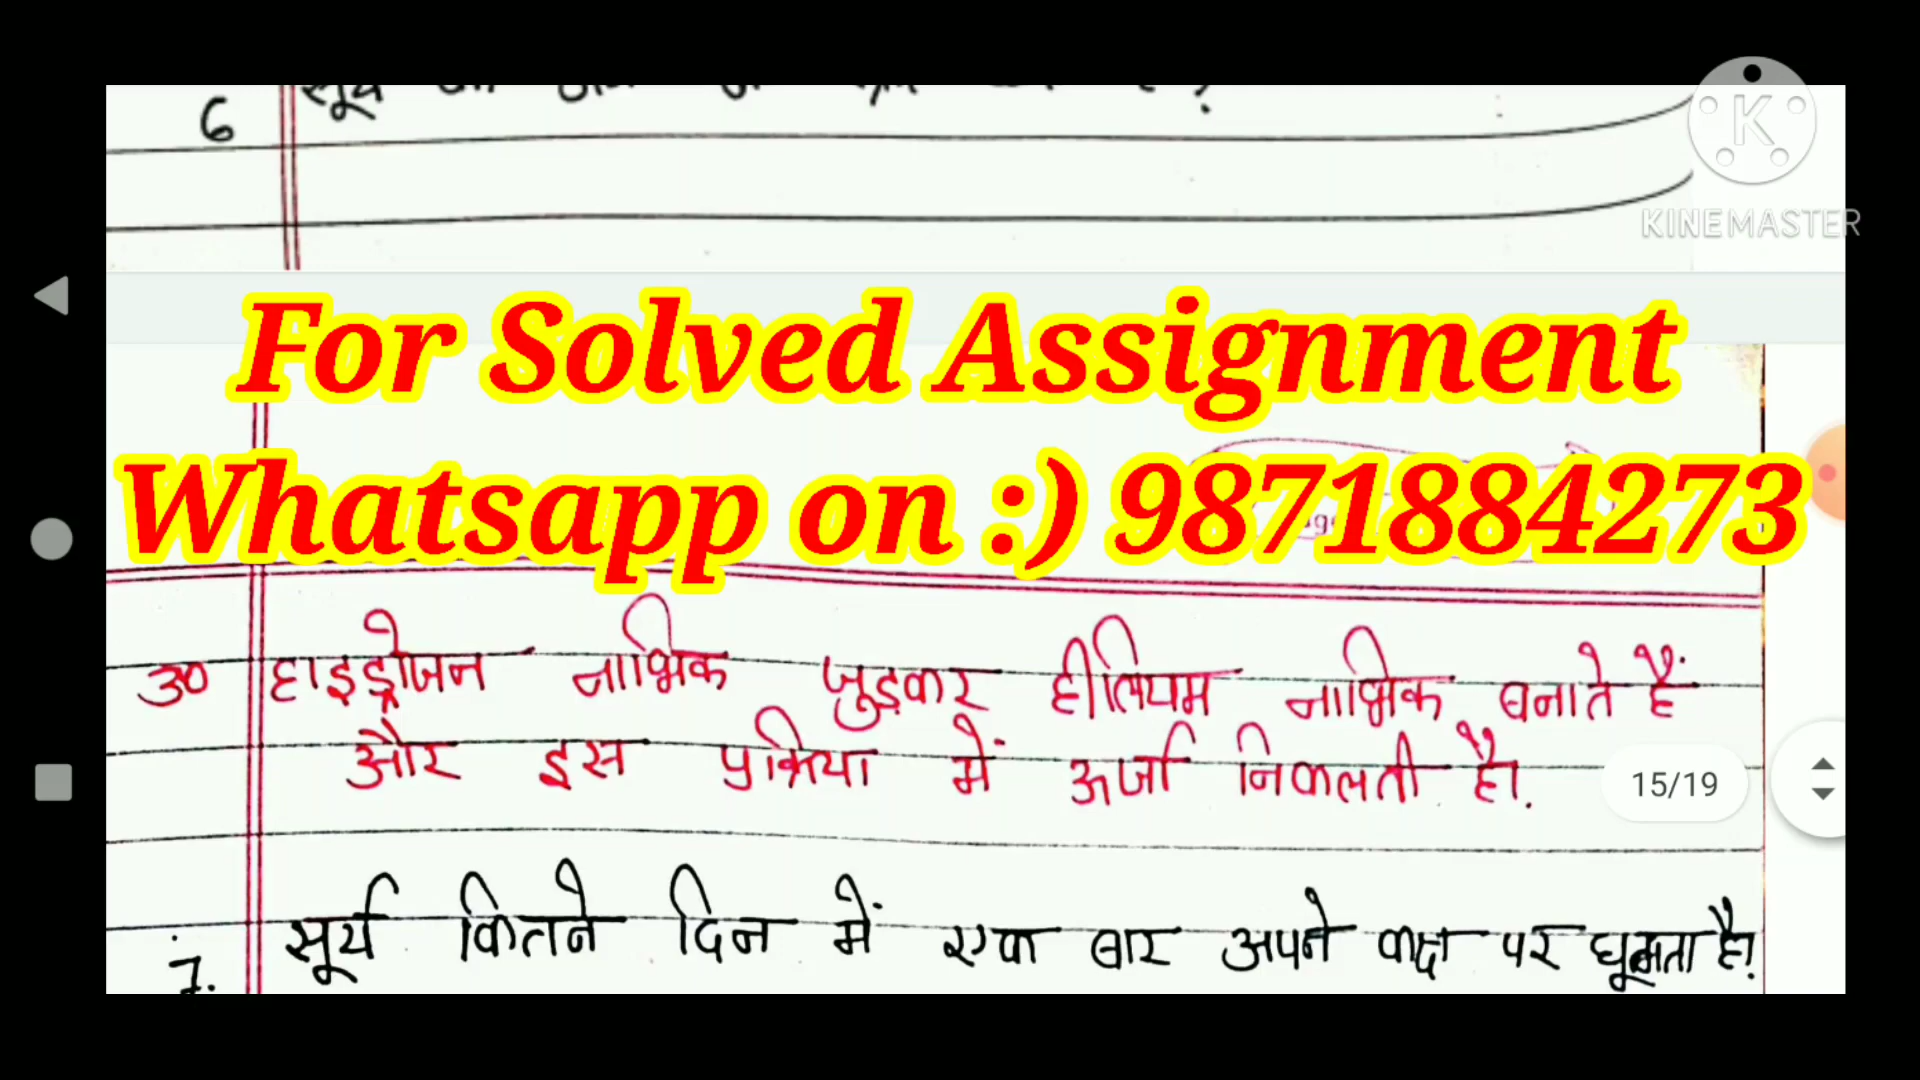 6 सूर्य
KINEMASTER
For Solved Assignment
Whatsapp on :) 9871884273
उ० हाइड्रोजन नाभिक जुड़कर हीलियम नाभिक बनाते हैं
और इस प्रक्रिया में ऊर्जा निकलती है।.
15/19
7. सूर्य कितने दिन में एक बार अपने कक्ष पर घूमता है।